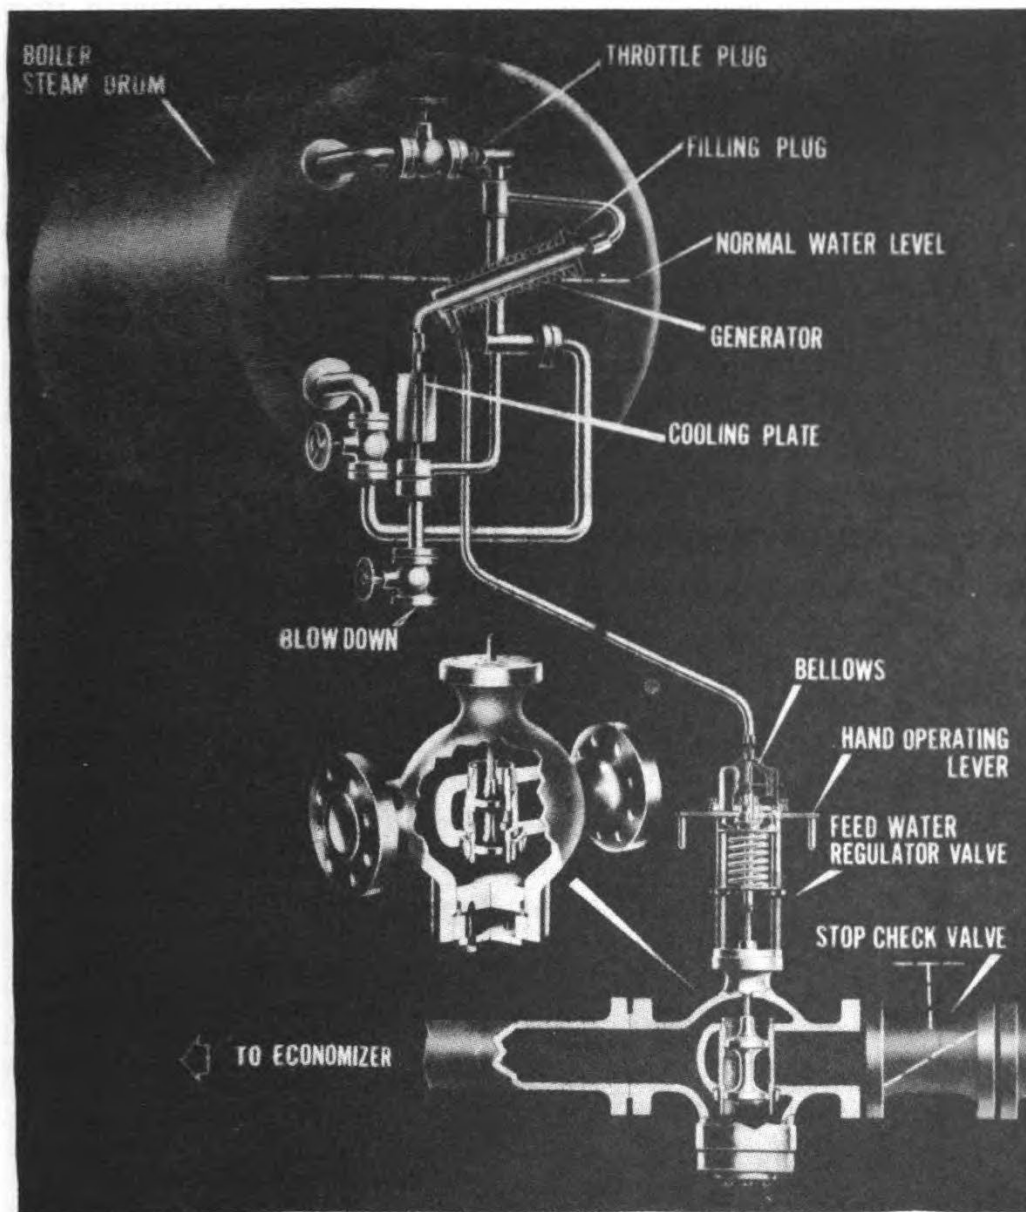 BOILER
STEAM DRUM
THROTTLE PLUG
FILLING PLUG
NORMAL WATER LEVEL
GENERATOR
COOLING PLATE
BLOW DOWN
BELLOWS
HAND OPERATING
LEVER
FEED WATER
REGULATOR VALVE
STOP CHECK VALVE
TO ECONOMIZER